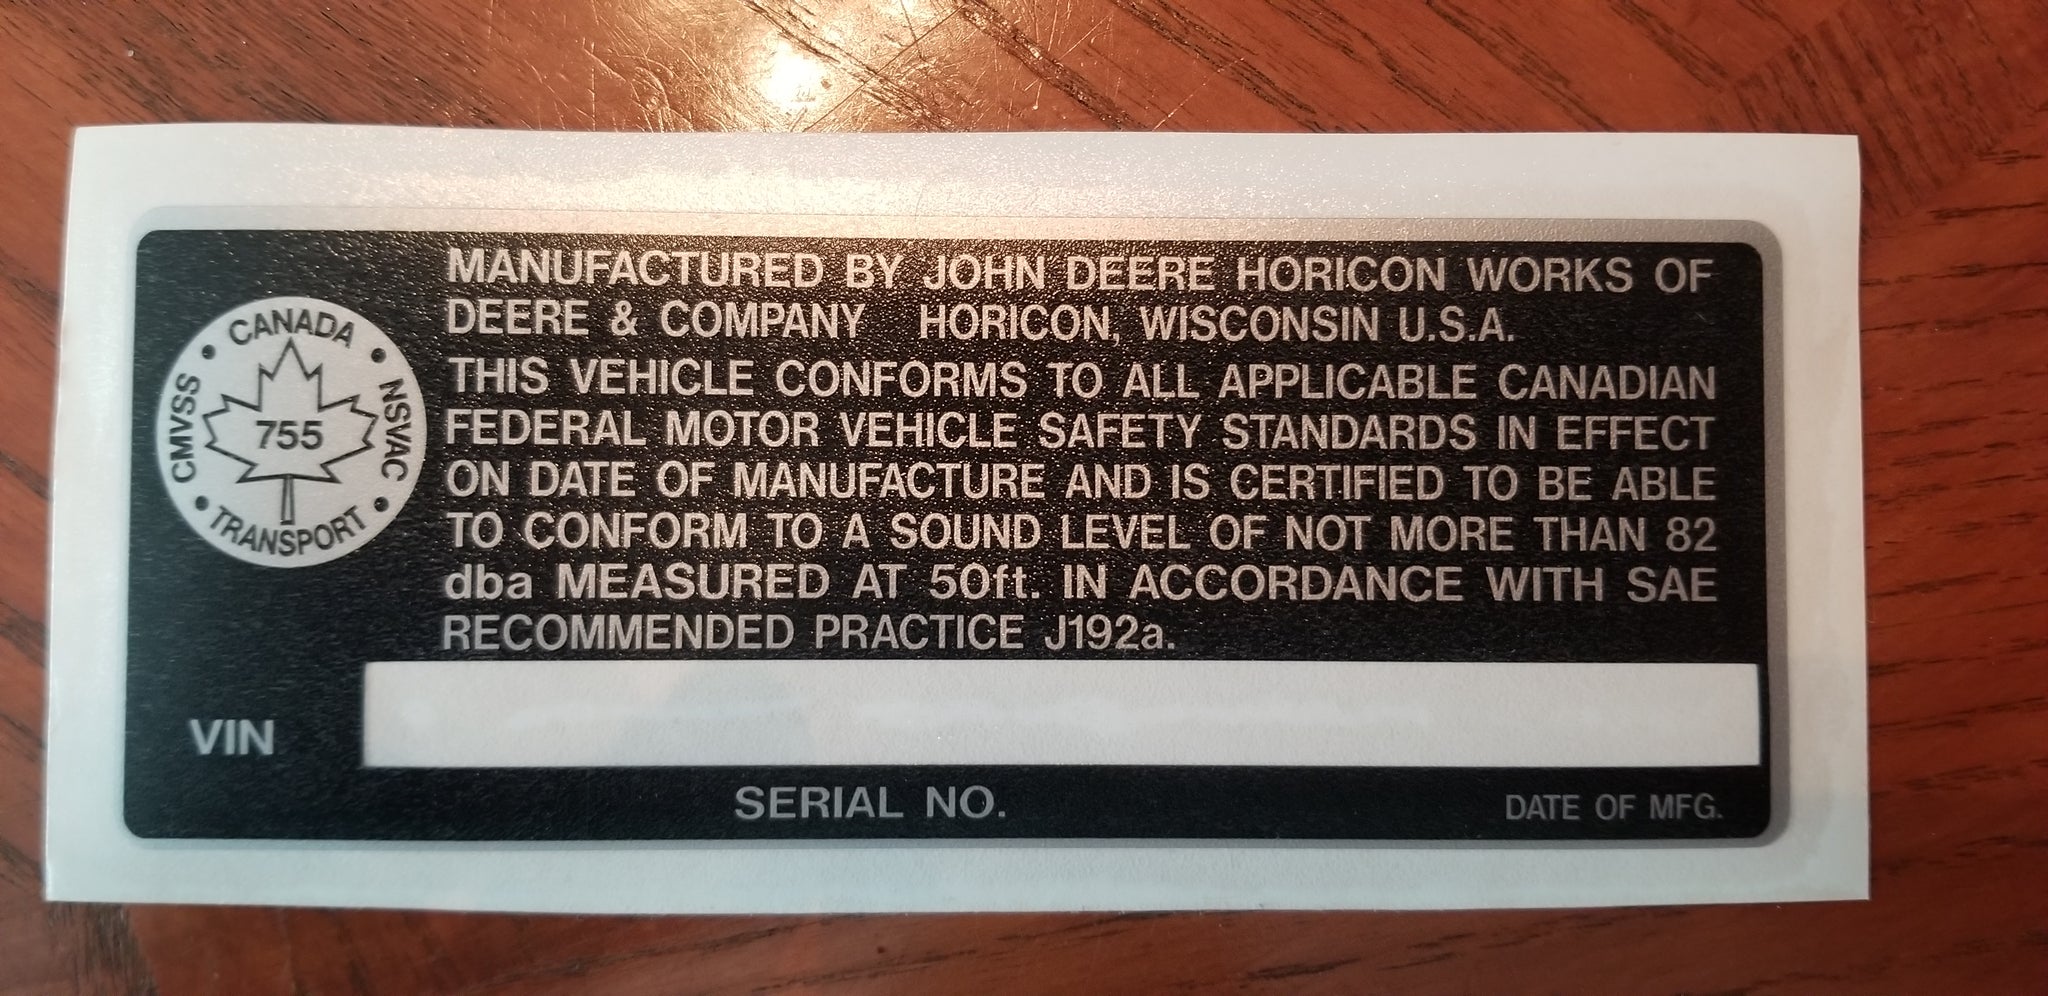 MANUFACTURED BY JOHN DEERE HORICON WORKS OF
DEERE & COMPANY HORICON, WISCONSIN U.S.A.
THIS VEHICLE CONFORMS TO ALL APPLICABLE CANADIAN
FEDERAL MOTOR VEHICLE SAFETY STANDARDS IN EFFECT
ON DATE OF MANUFACTURE AND IS CERTIFIED TO BE ABLE
TO CONFORM TO A SOUND LEVEL OF NOT MORE THAN 82
dba MEASURED AT 50ft. IN ACCORDANCE WITH SAE
RECOMMENDED PRACTICE J192a.
CANADA
CMVSS
755
NSVAC
TRANSPORT
VIN
SERIAL NO.
DATE OF MFG.